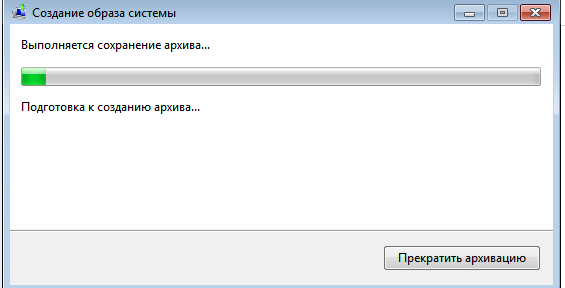 Создание образа системы
Выполняется сохранение архива...
Подготовка к созданию архива...
Прекратить архивацию